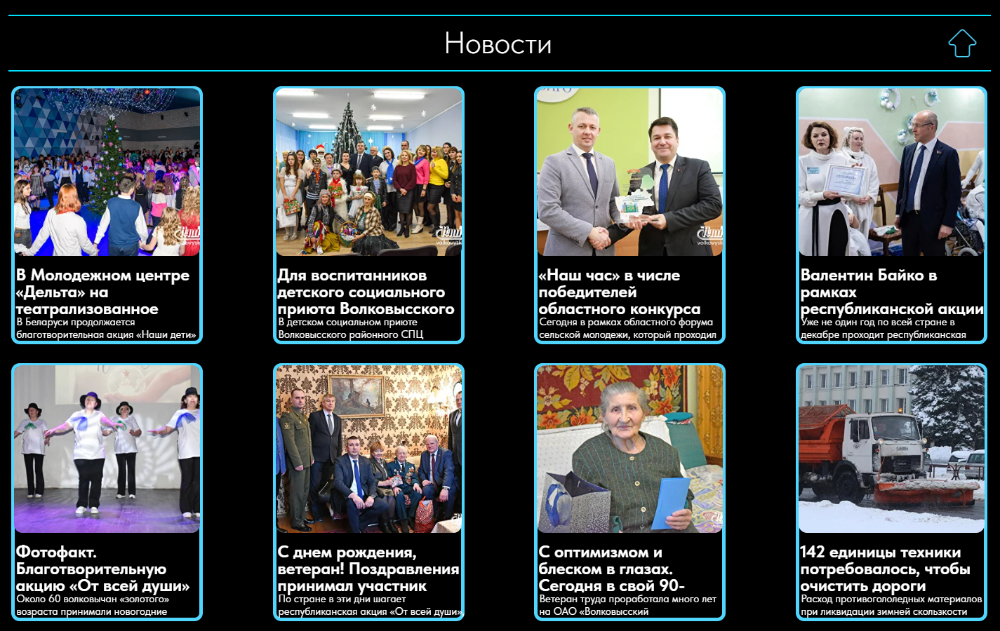 Новости
В Молодежном центре
«Дельта» на
театрализованное
В Беларуси продолжается
благотворительная акция «Наши дети»
Для воспитанников
детского социального
приюта Волковысского
В детском социальном приюте
Волковысского районного СПЦ
«Наш час» в числе
победителей
областного конкурса
Сегодня в рамках областного форума
сельской молодежи, который проходил
Валентин Байко в
рамках
республиканской акции
Уже не один год по всей стране в
декабре проходит республиканская
Фотофакт.
Благотворительную
акцию «От всей души»
Около 60 волковычан «золотого»
возраста принимали новогодние
С днем рождения,
ветеран! Поздравления
принимал участник
По стране в эти дни шагает
республиканская акция «От всей души».
С оптимизмом и
блеском в глазах.
Сегодня в свой 90-
Ветеран труда проработала много лет
на ОАО «Волковысский
142 единицы техники
потребовалось, чтобы
очистить дороги
Расход противогололедных материалов
при ликвидации зимней скользкости